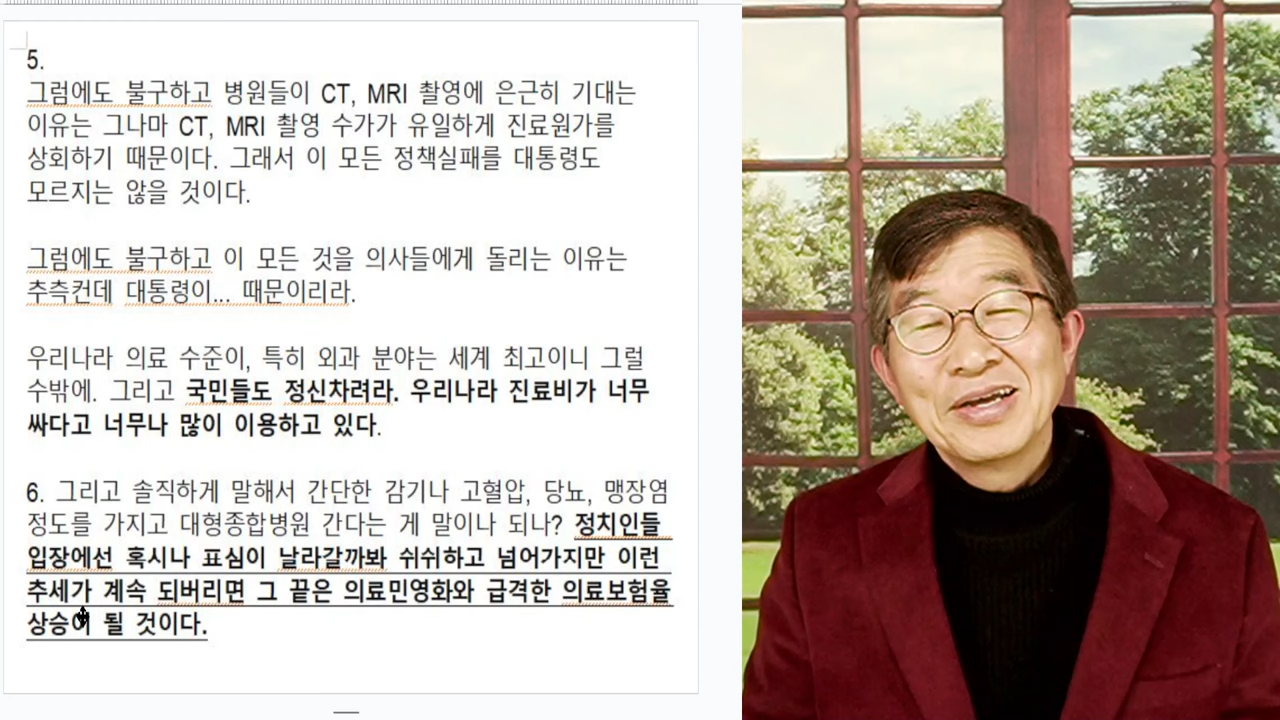 5.
그럼에도 불구하고 병원들이 CT, MRI 촬영에 은근히 기대는
이유는 그나마 CT, MRI 촬영 수가가 유일하게 진료원가를
상회하기 때문이다. 그래서 이 모든 정책실패를 대통령도
모르지는 않을 것이다.
그럼에도 불구하고 이 모든 것을 의사들에게 돌리는 이유는
추측컨데 대통령이... 때문이리라.
우리나라 의료 수준이, 특히 외과 분야는 세계 최고이니 그럴
수밖에. 그리고 국민들도 정신차려라. 우리나라 진료비가 너무
싸다고 너무나 많이 이용하고 있다.
6. 그리고 솔직하게 말해서 간단한 감기나 고혈압, 당뇨, 맹장염
정도를 가지고 대형종합병원 간다는 게 말이나 되나? 정치인들
입장에선 혹시나 표심이 날라갈까봐 쉬쉬하고 넘어가지만 이런
추세가 계속 되버리면 그 끝은 의료민영화와 급격한 의료보험율
상승이 될 것이다.